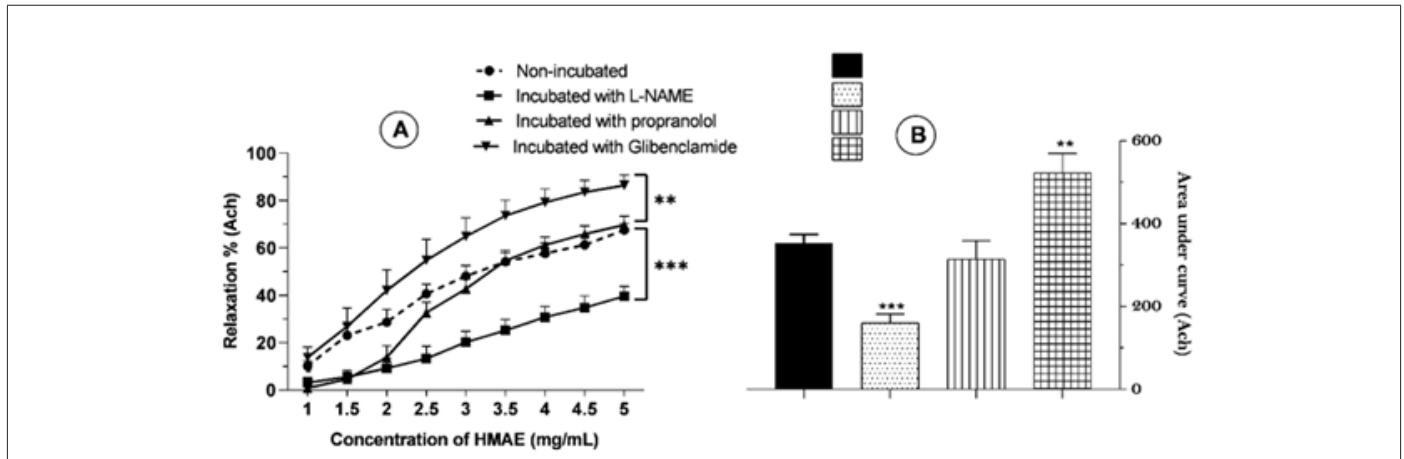 Non-incubated
Incubated with L-NAME
Incubated with propranolol
Incubated with Glibenclamide
A
B
Relaxation % (Ach)
100
80
60
40
20
0
**
***
1 1.5 2 2.5 3 3.5 4 4.5 5
Concentration of HMAE (mg/mL)
***
**
600
400
200
0
Area under curve (Ach)